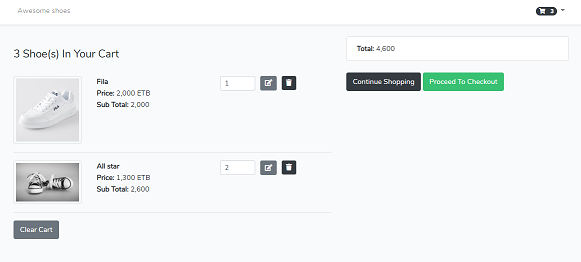 Awesome shoes
3
3 Shoe(s) In Your Cart
Fila
Price: 2,000 ETB
Sub Total: 2,000
1
All star
Price: 1,300 ETB
Sub Total: 2,600
2
Clear Cart
Total: 4,600
Continue Shopping
Proceed To Checkout